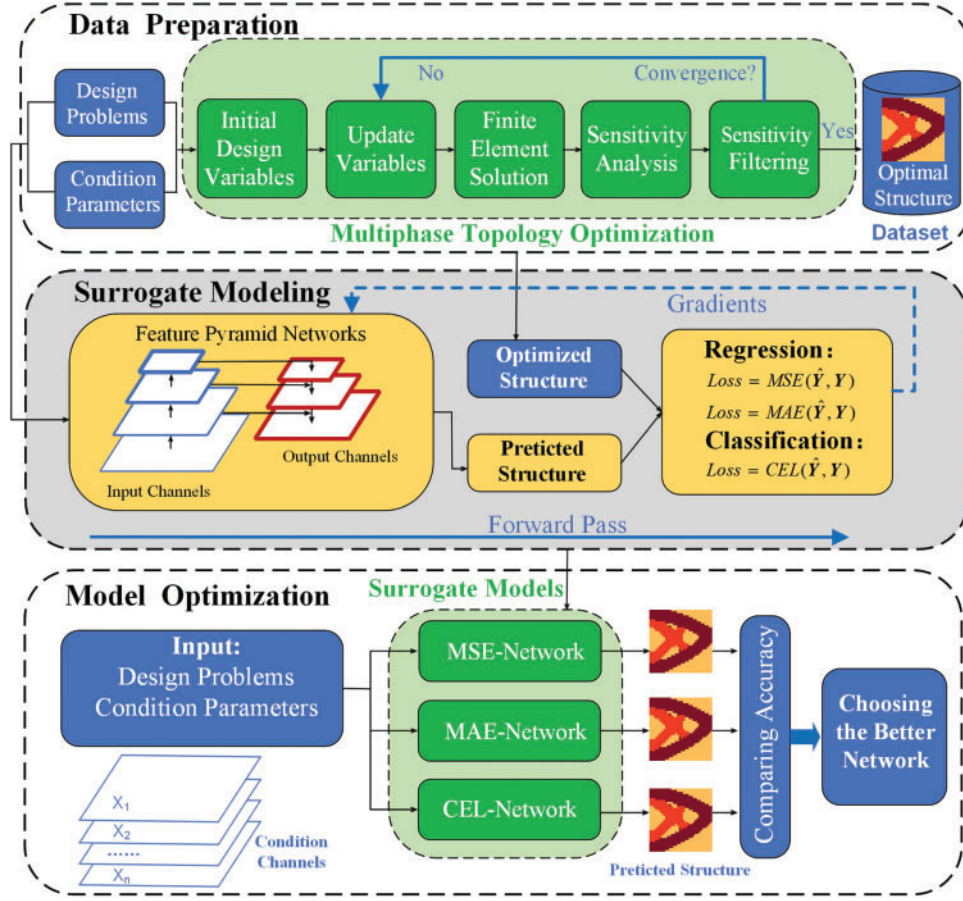 Data Preparation
Design
Problems
Condition
Parameters
No
Convergence?
Initial
Design
Variables
Update
Variables
Finite
Element
Solution
Sensitivity
Analysis
Sensitivity
Filtering
Yes
Optimal
Structure
Dataset
Multiphase Topology Optimization
Surrogate Modeling
Gradients
Feature Pyramid Networks
Input Channels
Output Channels
Optimized
Structure
Preticted
Structure
Regression：
Loss = MSE(Ŷ, Y)
Loss = MAE(Ŷ, Y)
Classification：
Loss = CEL(Ŷ, Y)
Forward Pass
Model Optimization
Surrogate Models
Input:
Design Problems
Condition Parameters
X1
X2
......
Xn
Condition
Channels
MSE-Network
MAE-Network
CEL-Network
Preticted Structure
Comparing Accuracy
Choosing
the Better
Network